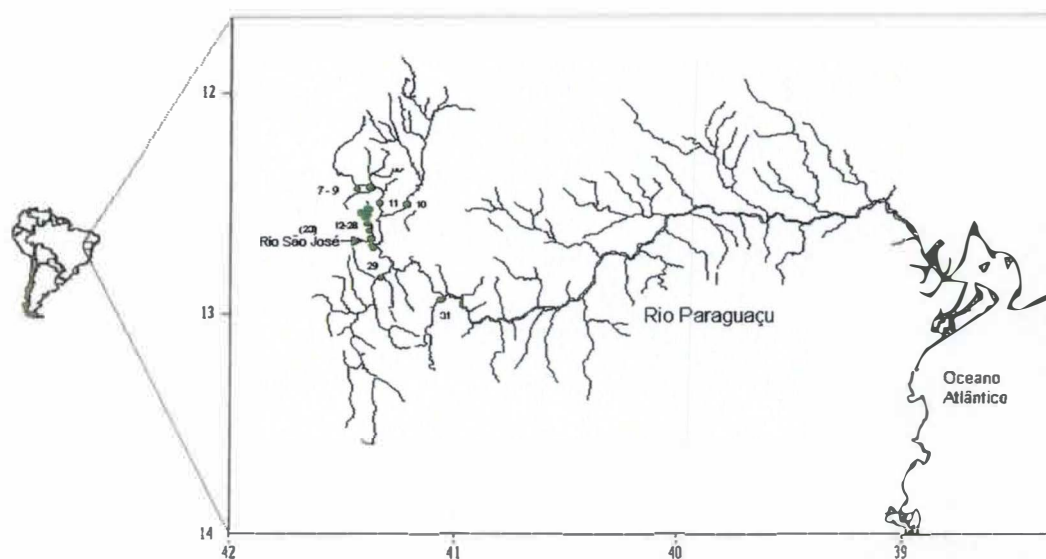 12
7 - 9
11
10
(23)
12-28
Rio São José
29
31
13
Rio Paraguaçu
Oceano
Atlântico
14
42
41
40
39